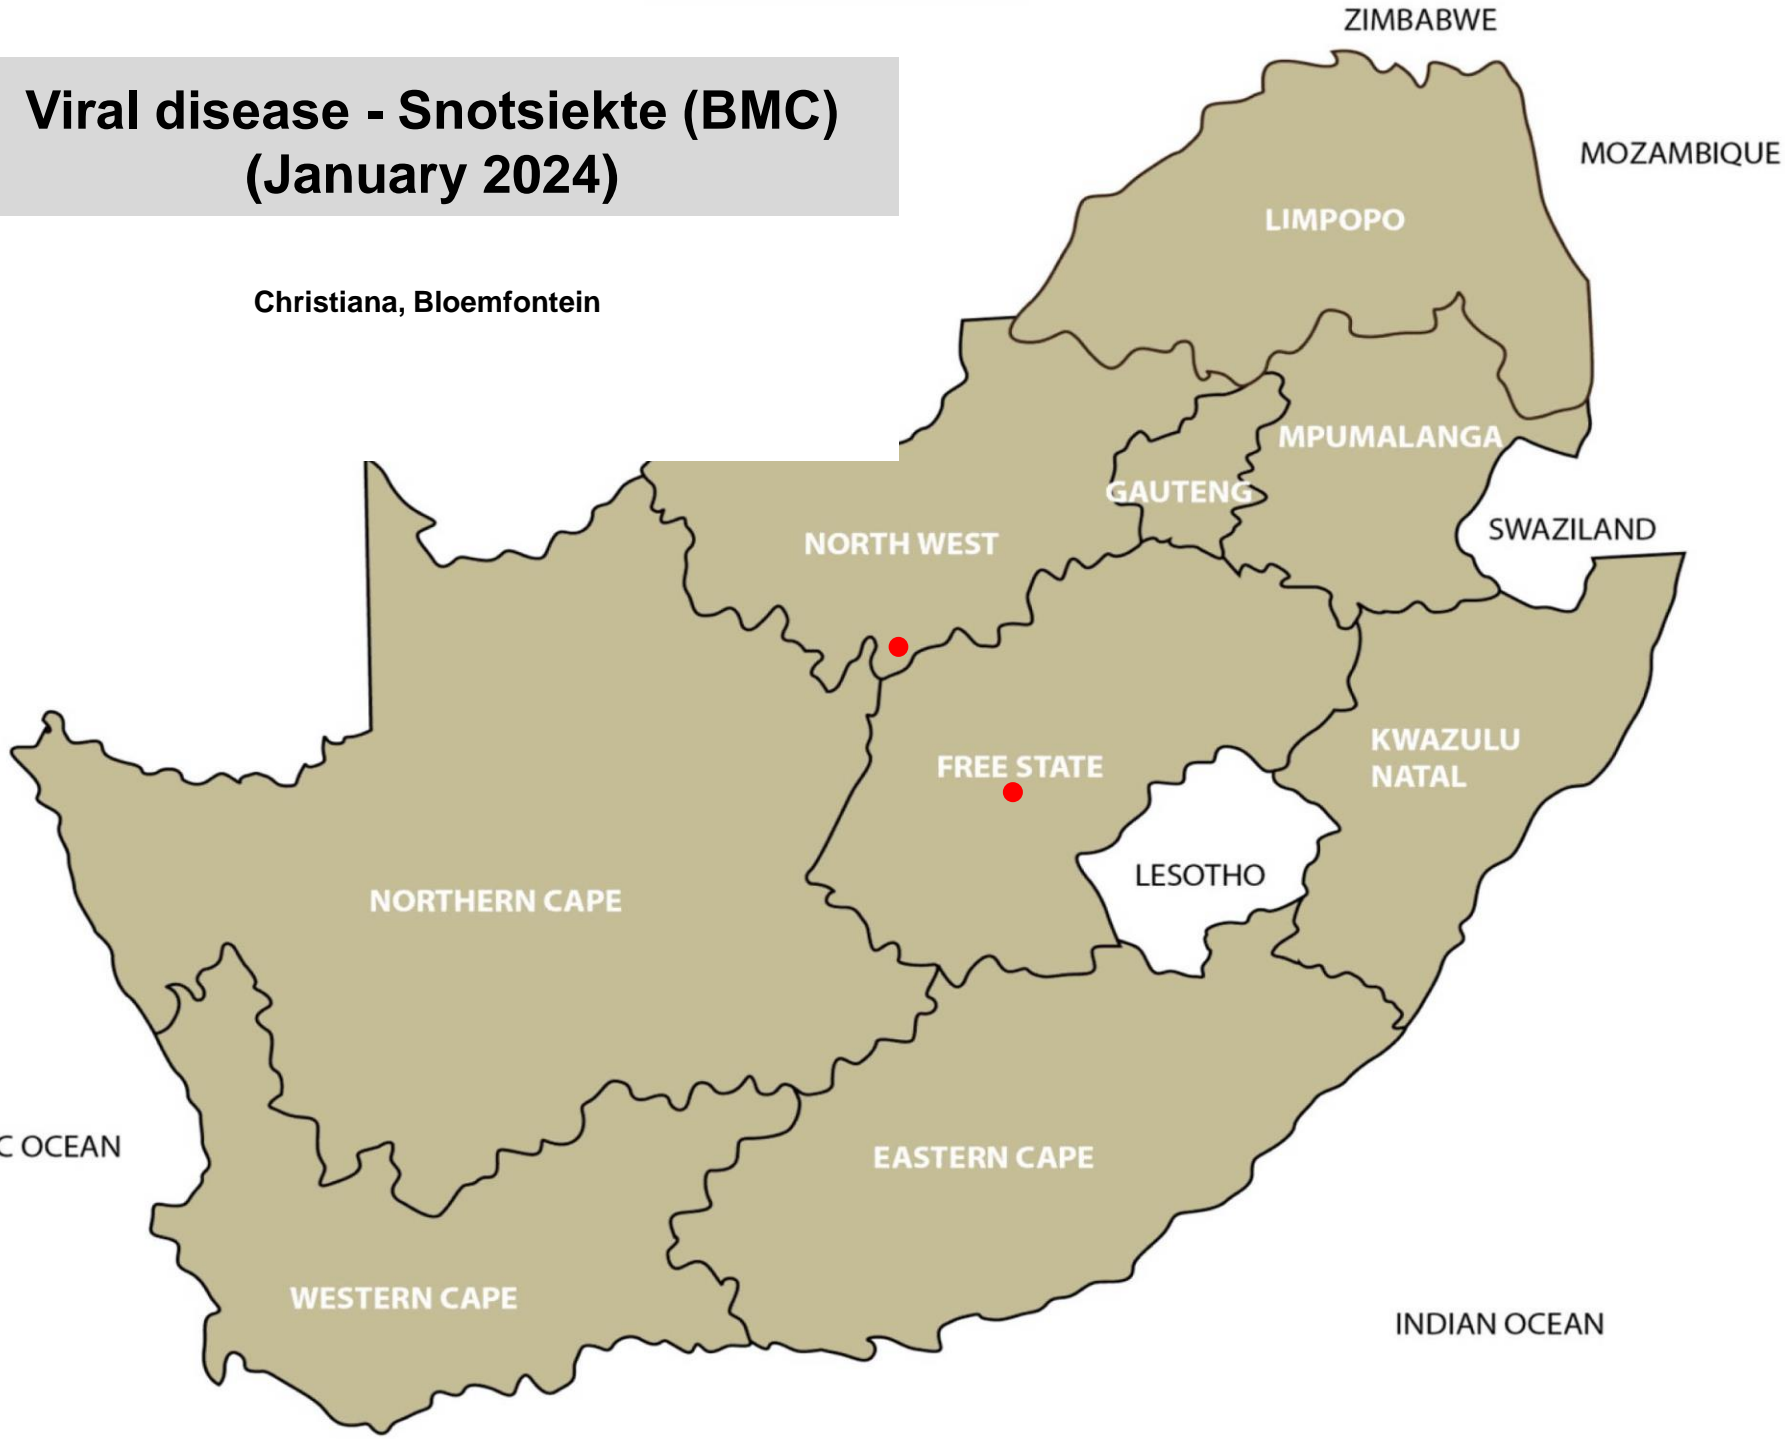 ZIMBABWE
Viral disease - Snotsiekte (BMC)
(January 2024)
MOZAMBIQUE
LIMPOPO
Christiana, Bloemfontein
MPUMALANGA
GAUTENG
SWAZILAND
NORTH WEST
KWAZULU
NATAL
FREE STATE
LESOTHO
NORTHERN CAPE
C OCEAN
EASTERN CAPE
WESTERN CAPE
INDIAN OCEAN